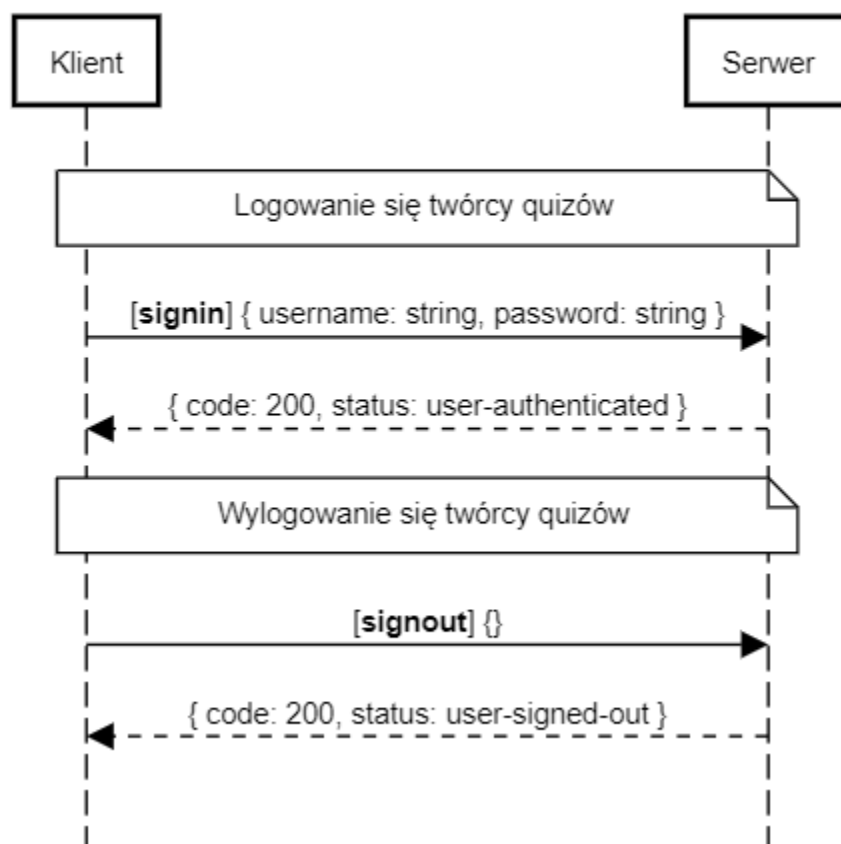 Klient
Serwer
Logowanie się twórcy quizów
[signin] { username: string, password: string }
{ code: 200, status: user-authenticated }
Wylogowanie się twórcy quizów
[signout] {}
{ code: 200, status: user-signed-out }